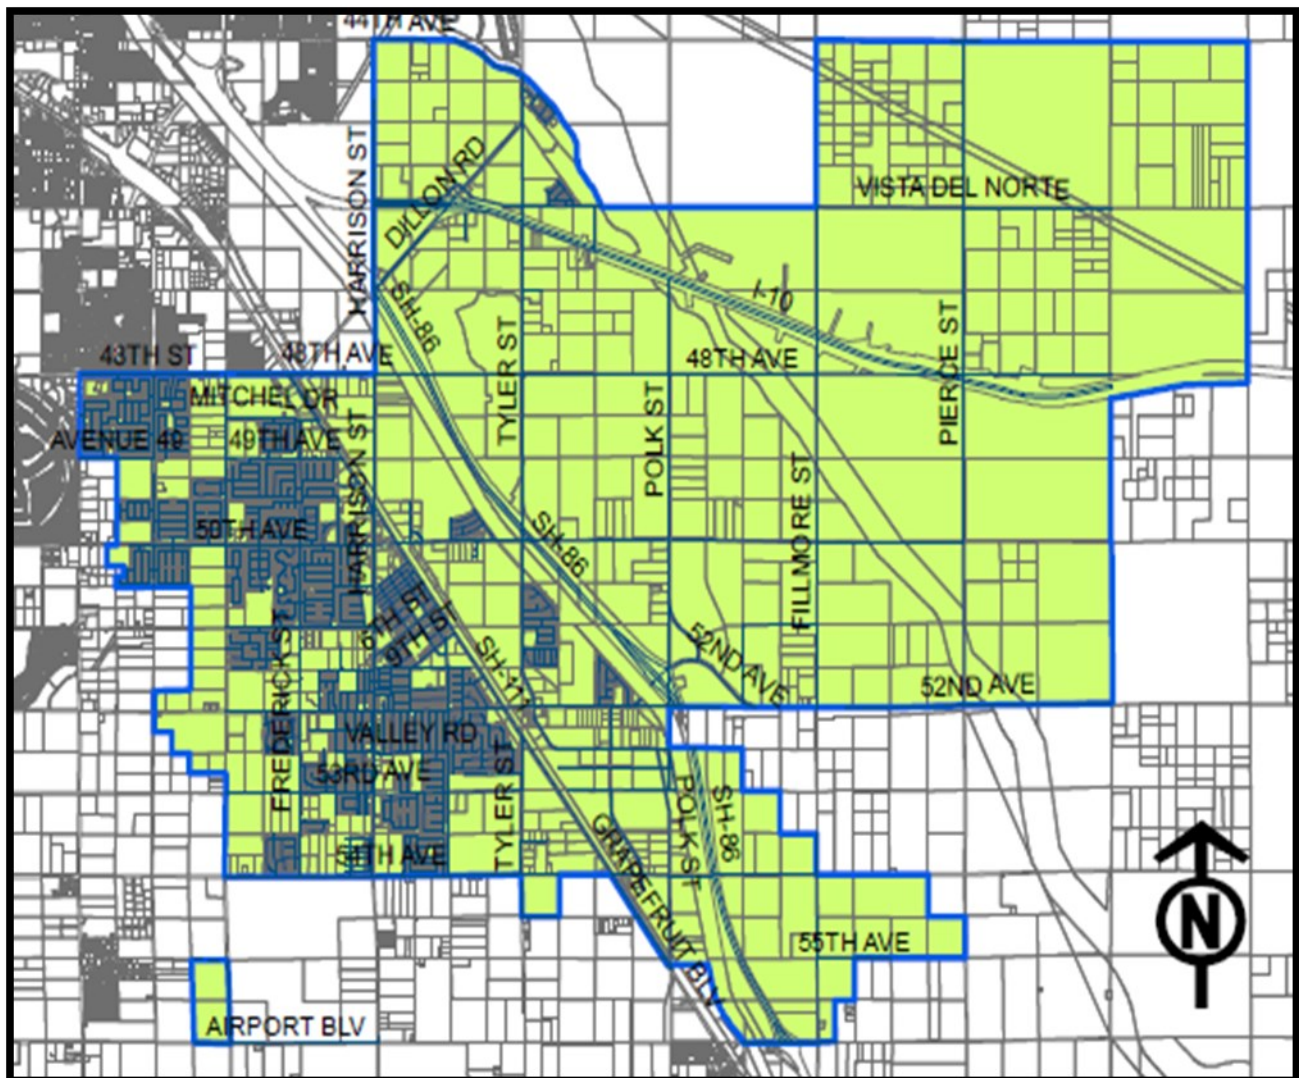 44TH AVE
HARRISON ST
DILLON RD
VISTA DEL NORTE
I-10
SH-86
TYLER ST
PIERCE ST
48TH ST
48TH AVE
48TH AVE
MITCHEL DR
AVENUE 49
49TH AVE
HARRISON ST
POLK ST
FILLMORE ST
50TH AVE
SH-86
6TH ST
9TH ST
SH-111
52ND AVE
52ND AVE
FREDERICK ST
VALLEY RD
53RD AVE
TYLER ST
POLK ST
SH-86
54TH AVE
GRAPEFRUIT BLV
55TH AVE
N
AIRPORT BLV